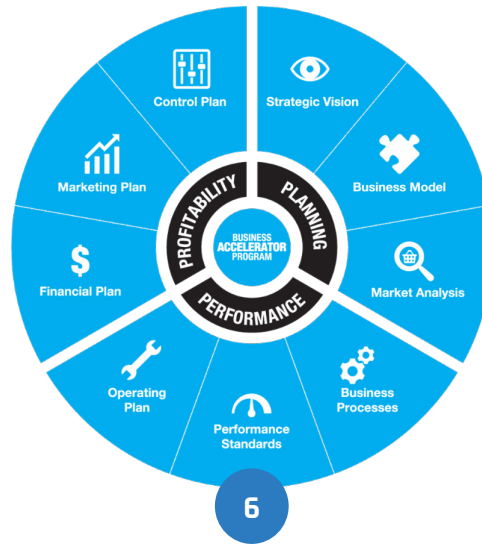 Control Plan
Strategic Vision
Marketing Plan
Business Model
PROFITABILITY
PLANNING
BUSINESS
ACCELERATOR
PROGRAM
$
Financial Plan
Market Analysis
PERFORMANCE
Operating
Plan
Business
Processes
Performance
Standards
6